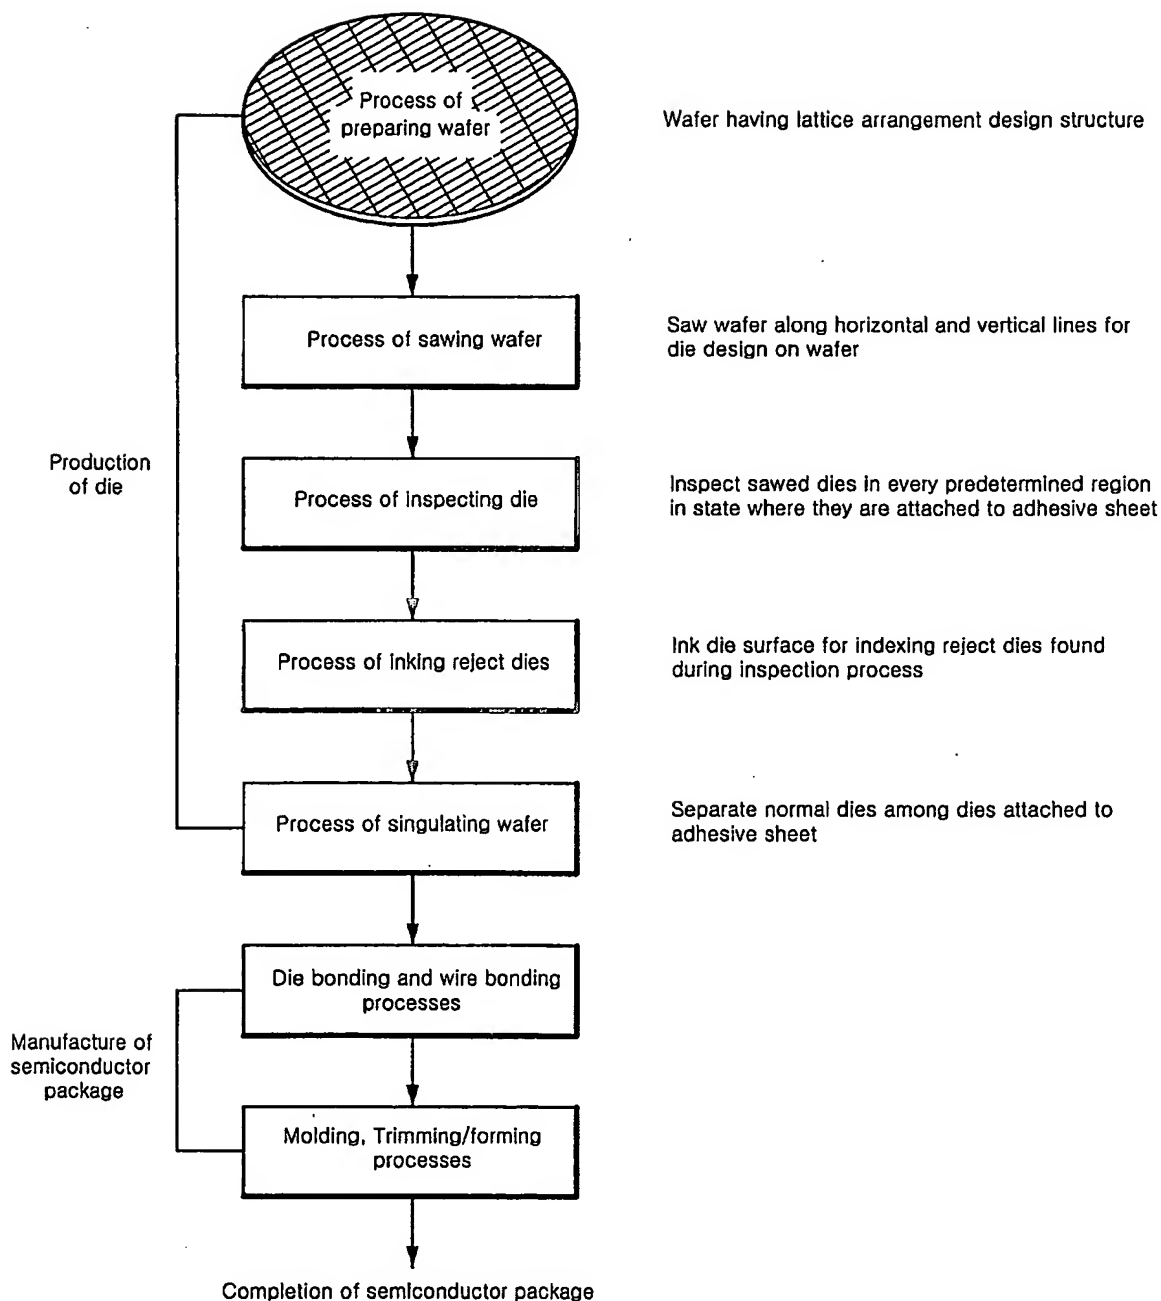 Process of
preparing wafer
Wafer having lattice arrangement design structure
Process of sawing wafer
Saw wafer along horizontal and vertical lines for
die design on wafer
Production
of die
Process of inspecting die
Inspect sawed dies in every predetermined region
in state where they are attached to adhesive sheet
Process of inking reject dies
Ink die surface for indexing reject dies found
during inspection process
Process of singulating wafer
Separate normal dies among dies attached to
adhesive sheet
Die bonding and wire bonding
processes
Manufacture of
semiconductor
package
Molding, Trimming/forming
processes
Completion of semiconductor package